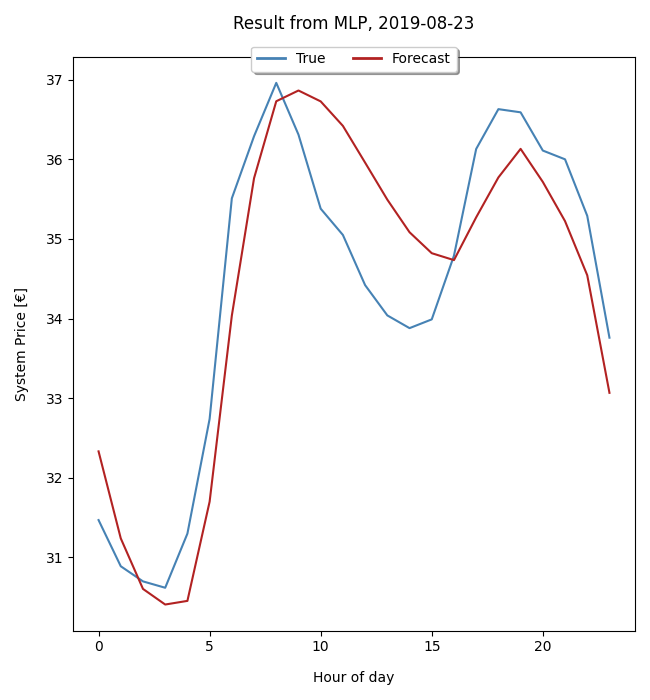 Result from MLP, 2019-08-23
True
Forecast
37
36
35
34
33
32
31
System Price [€]
0
5
10
15
20
Hour of day